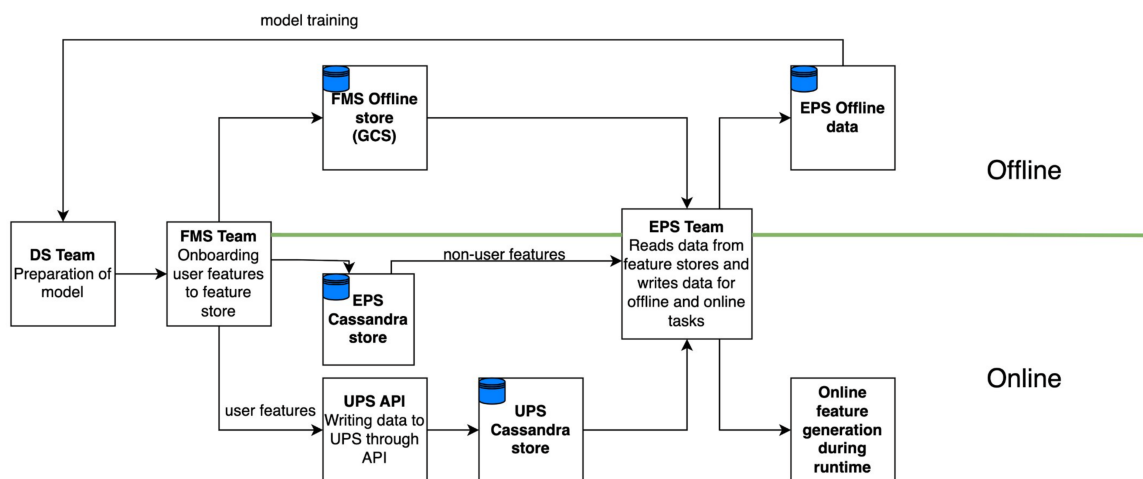 model training
FMS Offline
store
(GCS)
EPS Offline
data
Offline
DS Team
Preparation of
model
FMS Team
Onboarding
user features
to feature
store
non-user features
EPS
Cassandra
store
EPS Team
Reads data from
feature stores and
writes data for
offline and online
tasks
Online
user features
UPS API
Writing data to
UPS through
API
UPS
Cassandra
store
Online
feature
generation
during
runtime